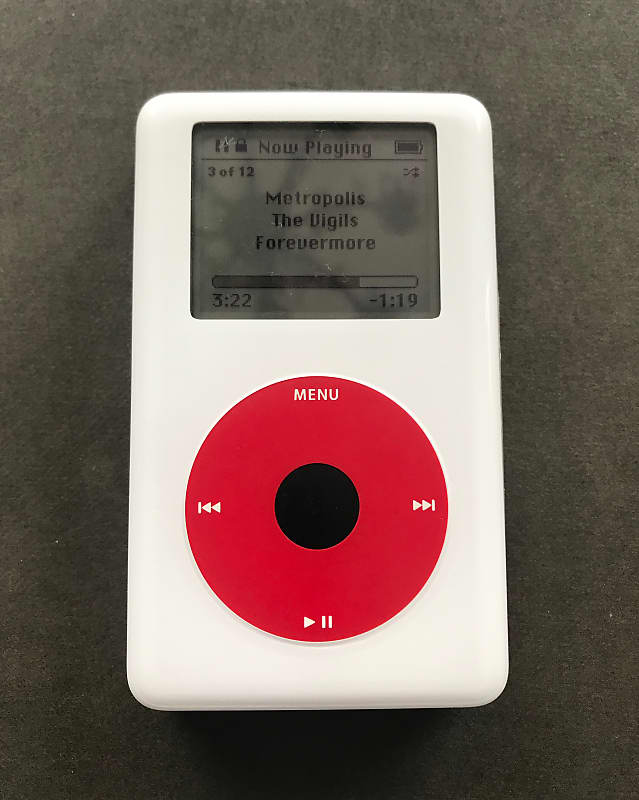 Now Playing
3 of 12
Metropolis
The Vigils
Forevermore
3:22 -1:19
MENU